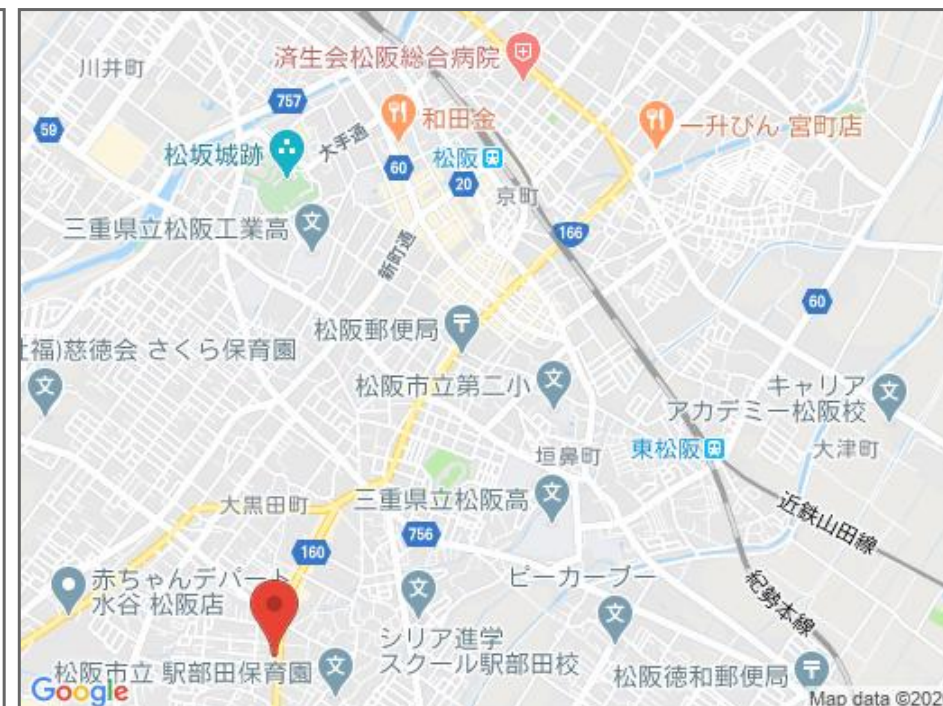 済生会松阪総合病院
川井町
757
和田金
一升びん 宮町店
59
大手通
松坂城跡
松阪
60
20
京町
三重県立松阪工業高
新町通
166
60
松阪郵便局
社福)慈徳会 さくら保育園
松阪市立第二小
キャリア
アカデミー松阪校
垣鼻町
東松阪
大津町
大黒田町
三重県立松阪高
近鉄山田線
756
160
赤ちゃんデパート
水谷 松阪店
ピーカーブー
紀勢本線
シリア進学
スクール駅部田校
松阪市立 駅部田保育園
松阪徳和郵便局
Google
Map data ©202